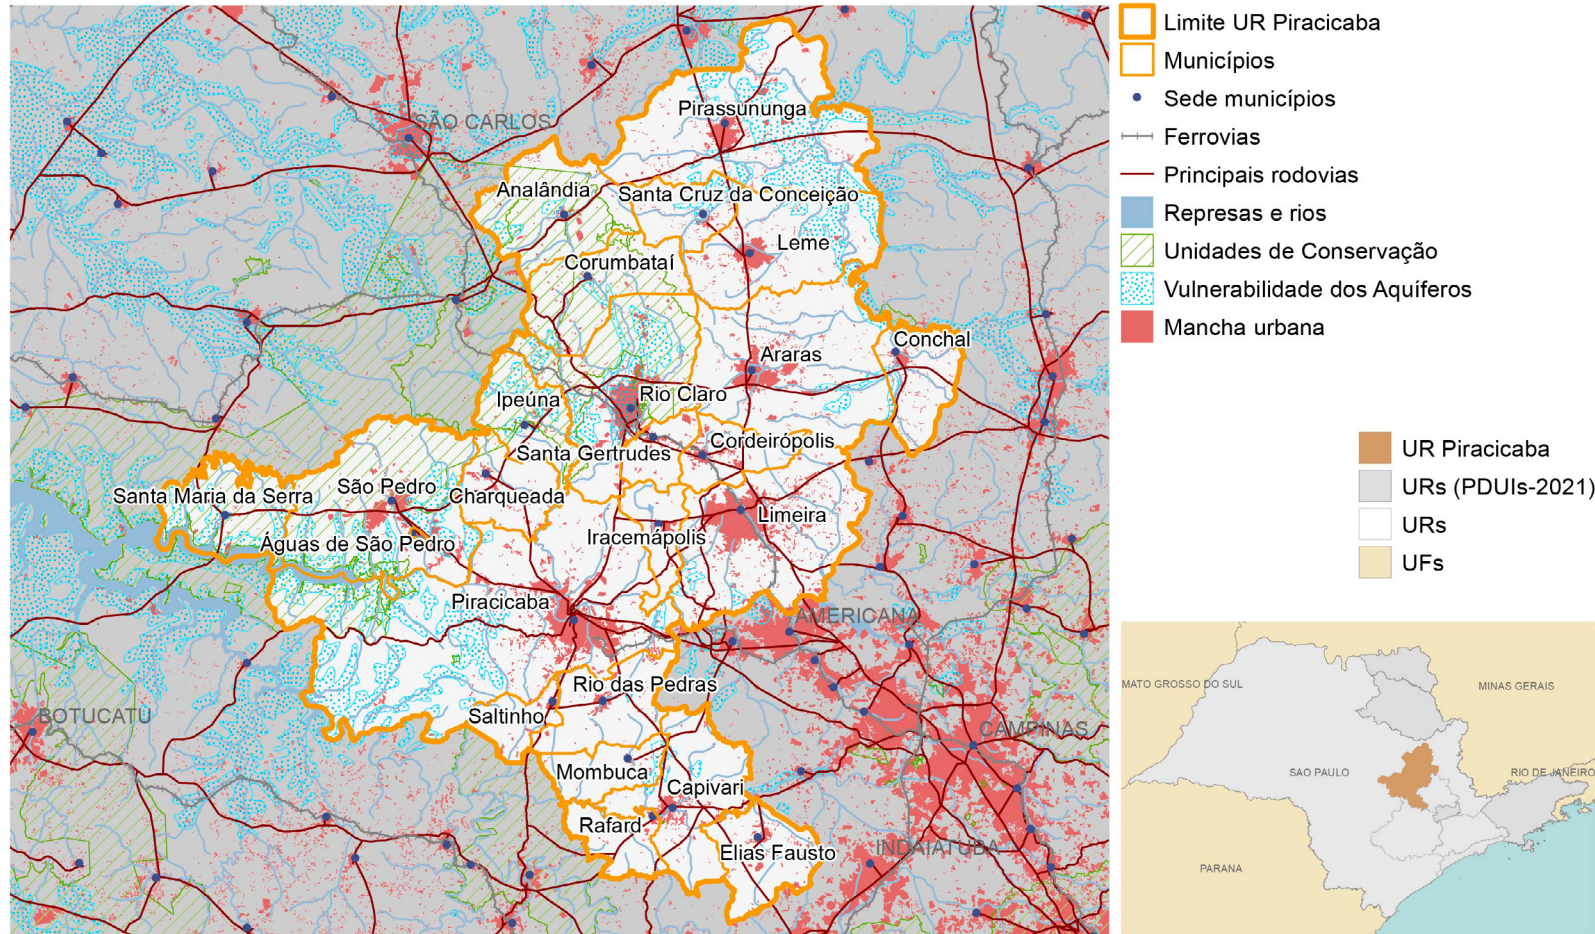 Limite UR Piracicaba
Municípios
Sede municípios
Ferrovias
Principais rodovias
Represas e rios
Unidades de Conservação
Vulnerabilidade dos Aquíferos
Mancha urbana
Pirassununga
SÃO CARLOS
Analândia
Santa Cruz da Conceição
Leme
Corumbataí
Conchal
Araras
Ipeúna
Rio Claro
Cordeirópolis
Santa Gertrudes
São Pedro
Santa Maria da Serra
Charqueada
Limeira
Iracemápolis
Águas de São Pedro
Piracicaba
AMERICANA
Rio das Pedras
Saltinho
BOTUCATU
CAMPINAS
Mombuca
Capivari
Rafard
Elias Fausto
INDAIATUBA
UR Piracicaba
URs (PDUIs-2021)
URs
UFs
MATO GROSSO DO SUL
MINAS GERAIS
SAO PAULO
RIO DE JANEIRO
PARANA